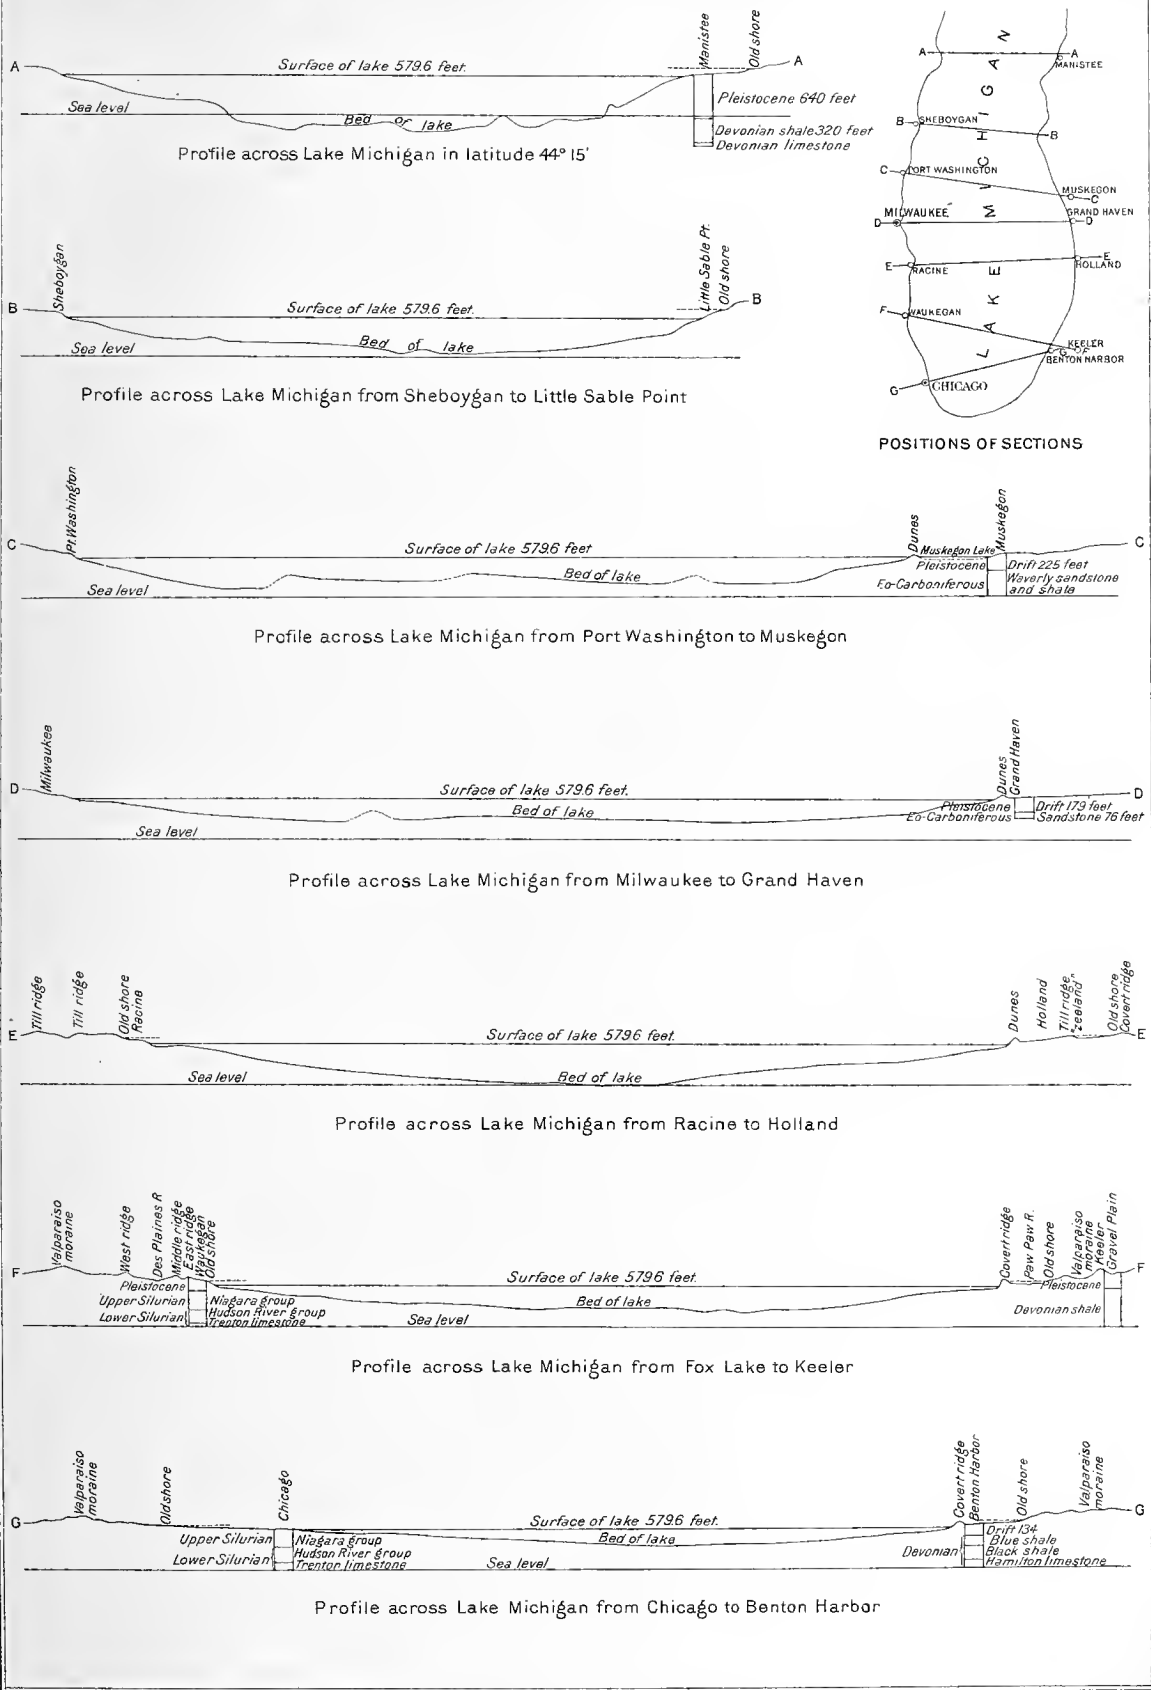 A
Surface of lake 579.6 feet.
Manistee
Old shore
A
Sea level
Bed of lake
Pleistocene 640 feet
Devonian shale 320 feet
Devonian limestone
Profile across Lake Michigan in latitude 44° 15'
B
Sheboygan
Surface of lake 579.6 feet.
Little Sable Pt.
Old shore
B
Sea level
Bed of lake
Profile across Lake Michigan from Sheboygan to Little Sable Point
LAKE MICHIGAN
A
A
MANISTEE
B
SHEBOYGAN
B
C
PORT WASHINGTON
MUSKEGON
C
MILWAUKEE
GRAND HAVEN
D
D
E
RACINE
E
HOLLAND
F
WAUKEGAN
KEELER
G
F
BENTON HARBOR
G
CHICAGO
POSITIONS OF SECTIONS
C
Pt. Washington
Surface of lake 579.6 feet
Dunes
Muskegon Lake
Muskegon
C
Sea level
Bed of lake
Pleistocene
Drift 225 feet
Eo-Carboniferous
Waverly sandstone
and shale
Profile across Lake Michigan from Port Washington to Muskegon
D
Milwaukee
Surface of lake 579.6 feet.
Dunes
Grand Haven
D
Sea level
Bed of lake
Pleistocene
Drift 179 feet
Eo-Carboniferous
Sandstone 76 feet
Profile across Lake Michigan from Milwaukee to Grand Haven
E
Till ridge
Till ridge
Old shore
Racine
Surface of lake 579.6 feet.
Dunes
Holland
Till ridge
"Zeeland"
Old shore
Covert ridge
E
Sea level
Bed of lake
Profile across Lake Michigan from Racine to Holland
F
Valparaiso
moraine
West ridge
Des Plaines R
Middle ridge
East ridge
Waukegan
Old shore
Surface of lake 579.6 feet.
Covert ridge
Paw Paw R.
Old shore
Valparaiso
moraine
Keeler
Gravel Plain
F
Pleistocene
Upper Silurian
Niagara group
Lower Silurian
Hudson River group
Trenton limestone
Sea level
Bed of lake
Pleistocene
Devonian shale
Profile across Lake Michigan from Fox Lake to Keeler
G
Valparaiso
moraine
Old shore
Chicago
Surface of lake 579.6 feet.
Covert ridge
Benton Harbor
Old shore
Valparaiso
moraine
G
Upper Silurian
Niagara group
Lower Silurian
Hudson River group
Trenton limestone
Sea level
Bed of lake
Devonian
Drift 134
Blue shale
Black shale
Hamilton limestone
Profile across Lake Michigan from Chicago to Benton Harbor